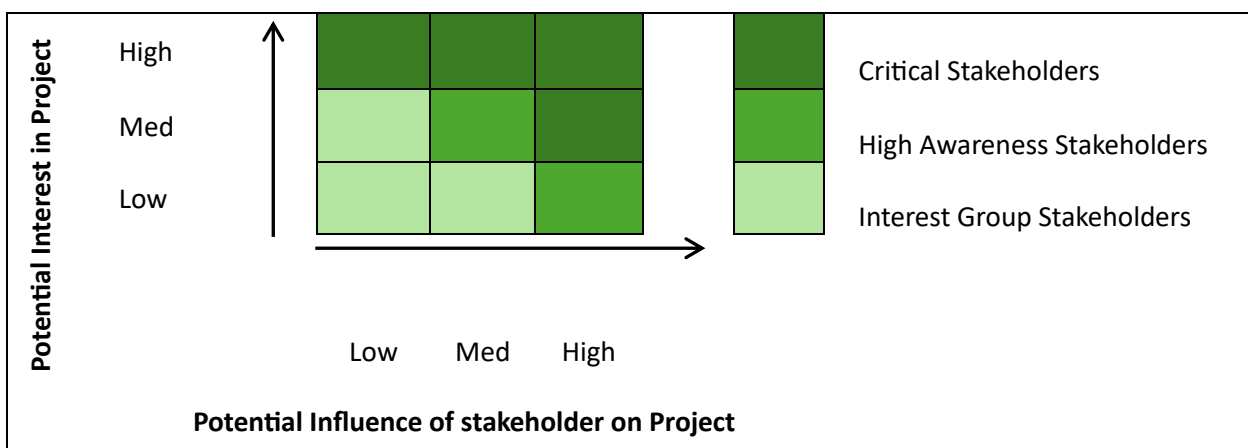 Potential Interest in Project
High
Med
Low
Critical Stakeholders
High Awareness Stakeholders
Interest Group Stakeholders
Low Med High
Potential Influence of stakeholder on Project